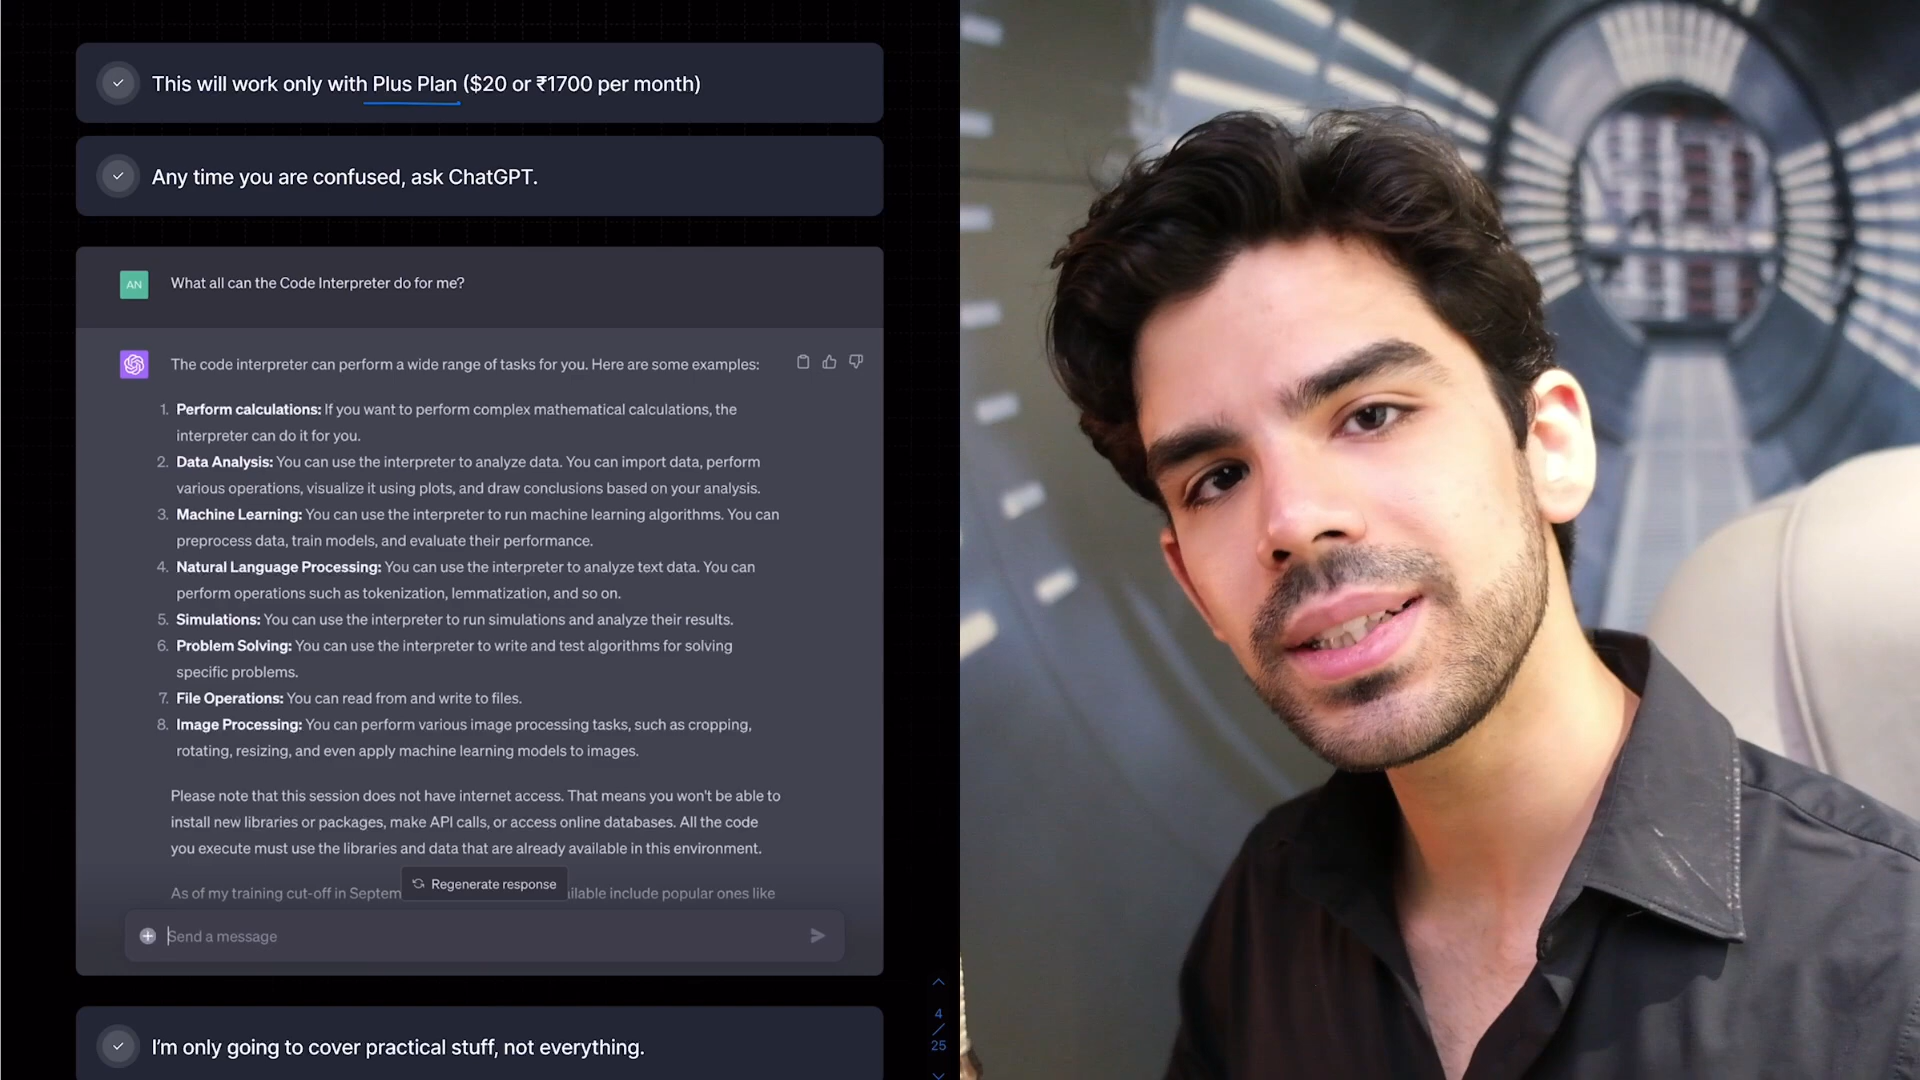 This will work only with Plus Plan ($20 or ₹1700 per month)
Any time you are confused, ask ChatGPT.
AN
What all can the Code Interpreter do for me?
The code interpreter can perform a wide range of tasks for you. Here are some examples:
1. Perform calculations: If you want to perform complex mathematical calculations, the
interpreter can do it for you.
2. Data Analysis: You can use the interpreter to analyze data. You can import data, perform
various operations, visualize it using plots, and draw conclusions based on your analysis.
3. Machine Learning: You can use the interpreter to run machine learning algorithms. You can
preprocess data, train models, and evaluate their performance.
4. Natural Language Processing: You can use the interpreter to analyze text data. You can
perform operations such as tokenization, lemmatization, and so on.
5. Simulations: You can use the interpreter to run simulations and analyze their results.
6. Problem Solving: You can use the interpreter to write and test algorithms for solving
specific problems.
7. File Operations: You can read from and write to files.
8. Image Processing: You can perform various image processing tasks, such as cropping,
rotating, resizing, and even apply machine learning models to images.
Please note that this session does not have internet access. That means you won't be able to
install new libraries or packages, make API calls, or access online databases. All the code
you execute must use the libraries and data that are already available in this environment.
As of my training cut-off in Septem
Regenerate response
ilable include popular ones like
Send a message
4
/
25
I'm only going to cover practical stuff, not everything.